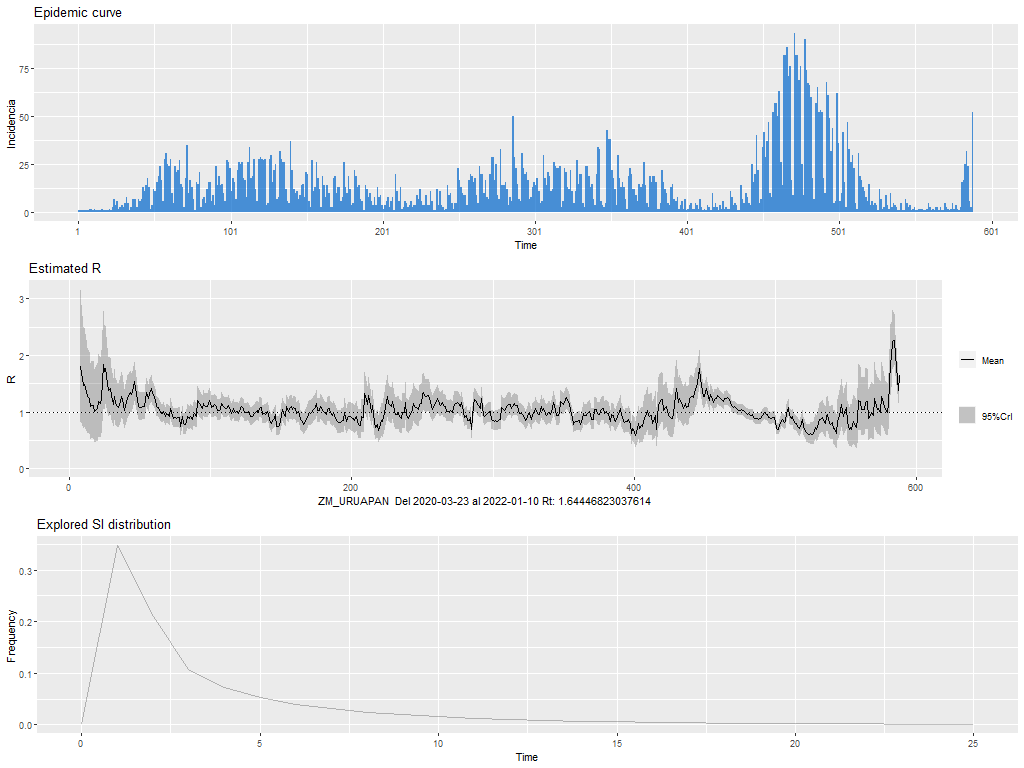 Epidemic curve
75
50
25
0
Incidencia
1
101
201
301
401
501
601
Time
Estimated R
3
2
1
0
R
0
200
400
600
ZM_URUAPAN Del 2020-03-23 al 2022-01-10 Rt: 1.64446823037614
Mean
95%CrI
Explored SI distribution
0.3
0.2
0.1
0.0
Frequency
0
5
10
15
20
25
Time